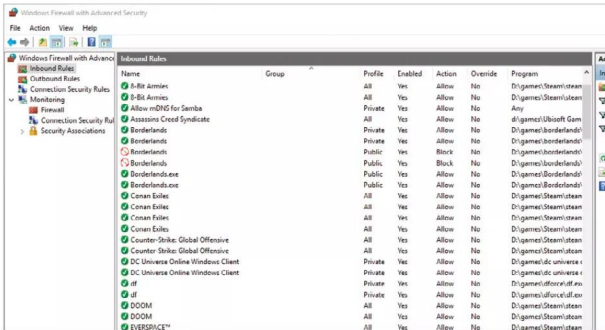 Windows Firewall with Advanced Security
File Action View Help
Windows Firewall with Advance
Inbound Rules
Outbound Rules
Connection Security Rules
Monitoring
Firewall
Connection Security Rul
Security Associations
Inbound Rules
Name Group Profile Enabled Action Override Program
8-Bit Armies All Yes Allow No D:\games\Steam\stean
8-Bit Armies All Yes Allow No D:\games\Steam\stean
Allow mDNS for Samba Private Yes Allow No Any
Assassins Creed Syndicate All Yes Allow No d:\games\Ubisoft Gam
Borderlands Private Yes Allow No D:\games\borderlands\
Borderlands Private Yes Allow No D:\games\borderlands\
Borderlands Public Yes Block No D:\games\borderlands\
Borderlands Public Yes Block No D:\games\borderlands\
Borderlands.exe Public Yes Allow No D:\games\Borderlands\
Borderlands.exe Public Yes Allow No D:\games\Borderlands\
Conan Exiles All Yes Allow No D:\games\Steam\stean
Conan Exiles All Yes Allow No D:\games\Steam\stean
Conan Exiles All Yes Allow No D:\games\Steam\stean
Conan Exiles All Yes Allow No D:\games\Steam\stean
Counter-Strike: Global Offensive All Yes Allow No D:\games\Steam\stean
Counter-Strike: Global Offensive All Yes Allow No D:\games\Steam\stean
DC Universe Online Windows Client Private Yes Allow No D:\games\dc universe
DC Universe Online Windows Client Private Yes Allow No D:\games\dc universe
df Private Yes Allow No D:\games\dforce\df.ex
df Private Yes Allow No D:\games\dforce\df.ex
DOOM All Yes Allow No D:\games\Steam\stean
DOOM All Yes Allow No D:\games\Steam\stean
EVERSPACE™ All Yes Allow No D:\games\Steam\stean
Ac
In